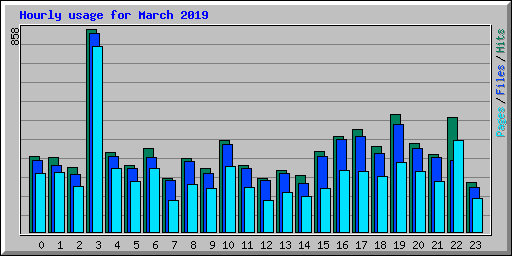 Hourly usage for March 2019
858
Pages/Files/Hits
0 1 2 3 4 5 6 7 8 9 10 11 12 13 14 15 16 17 18 19 20 21 22 23